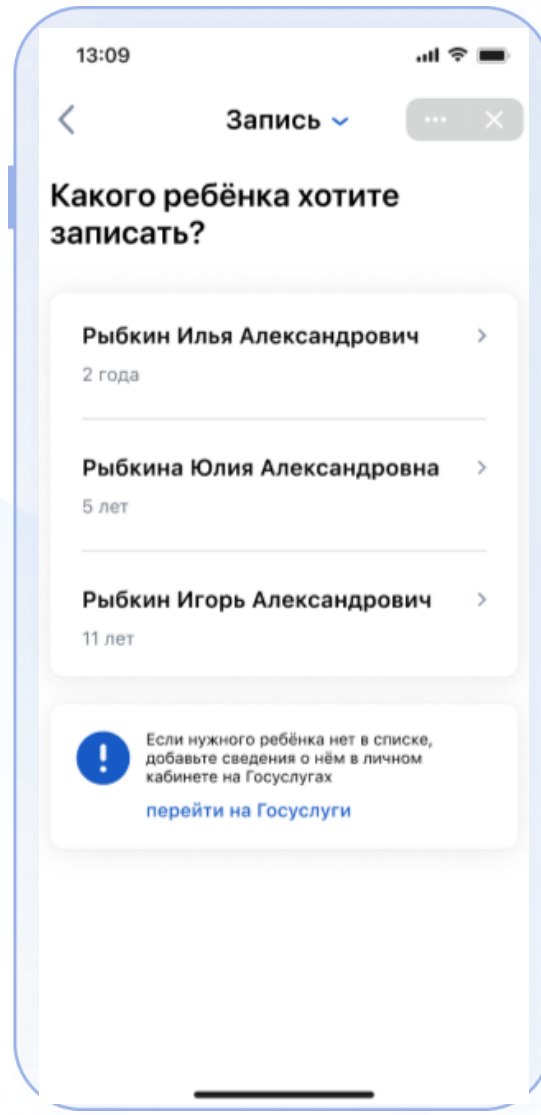 13:09
Запись
Какого ребёнка хотите
записать?
Рыбкин Илья Александрович
2 года
Рыбкина Юлия Александровна
5 лет
Рыбкин Игорь Александрович
11 лет
Если нужного ребёнка нет в списке,
добавьте сведения о нём в личном
кабинете на Госуслугах
перейти на Госуслуги